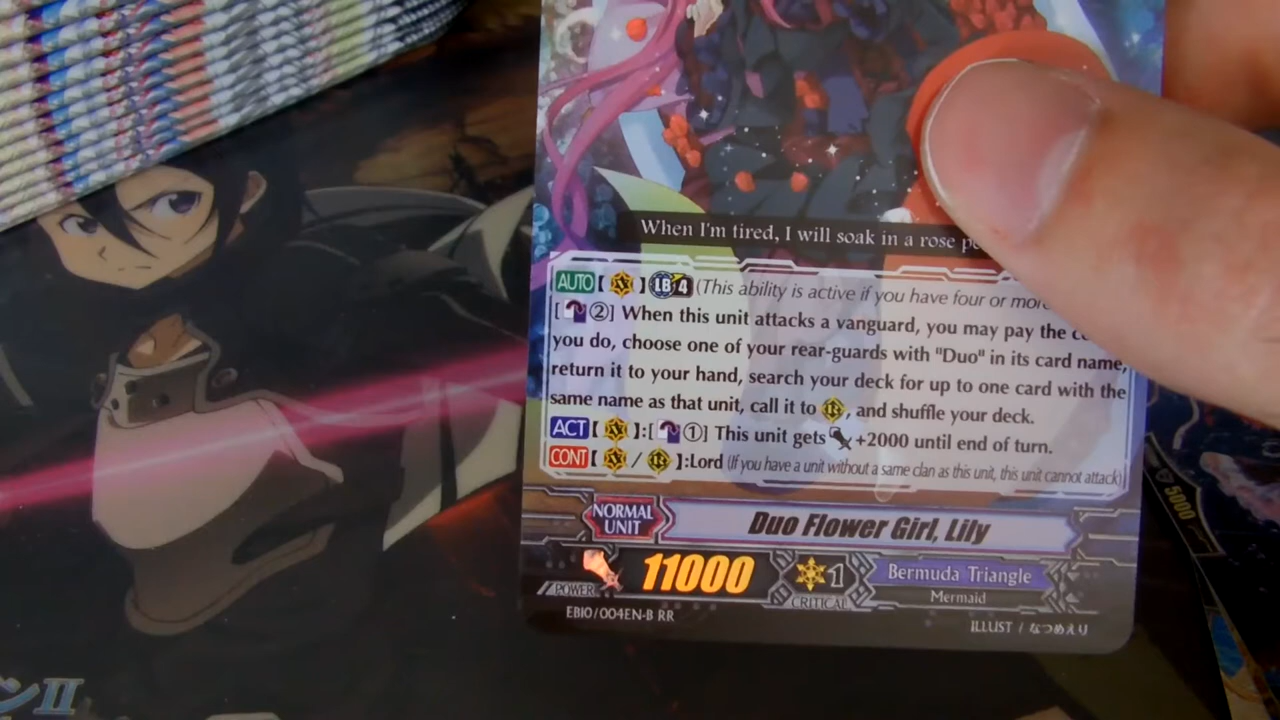 When I'm tired, I will soak in a rose
AUTO【 】LB 4 (This ability is active if you have four or more
[②] When this unit attacks a vanguard, you may pay the
you do, choose one of your rear-guards with "Duo" in its card name,
return it to your hand, search your deck for up to one card with the
same name as that unit, call it to R, and shuffle your deck.
ACT【 】:[①] This unit gets +2000 until end of turn.
CONT【 / R 】:Lord (If you have a unit without a same clan as this unit, this unit cannot attack)
NORMAL
UNIT
Duo Flower Girl, Lily
POWER
11000
1
CRITICAL
Bermuda Triangle
Mermaid
EB10/004EN-B RR
ILLUST / なつめえり
5000
ンII